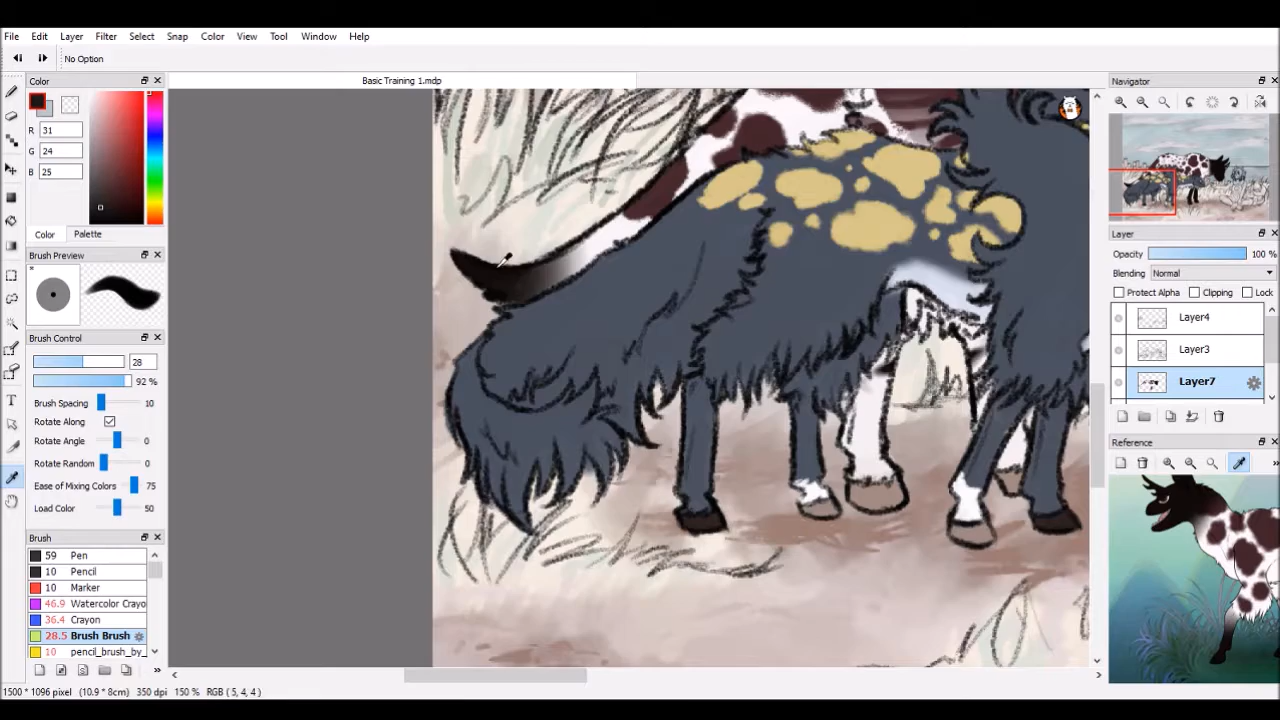 File Edit Layer Filter Select Snap Color View Tool Window Help
No Option
Color
Basic Training 1.mdp
Navigator
R 31
G 24
B 25
Color Palette
Brush Preview
Layer
Opacity 100 %
Blending Normal
Protect Alpha Clipping Lock
Layer4
Layer3
Layer7
Brush Control
28
92 %
Brush Spacing 10
Rotate Along
Rotate Angle 0
Rotate Random 0
Ease of Mixing Colors 75
Load Color 50
Reference
Brush
59 Pen
10 Pencil
10 Marker
46.9 Watercolor Crayo
36.4 Crayon
28.5 Brush Brush
10 pencil_brush_by_
1500 * 1096 pixel (10.9 * 8cm) 350 dpi 150 % RGB ( 5, 4, 4 )